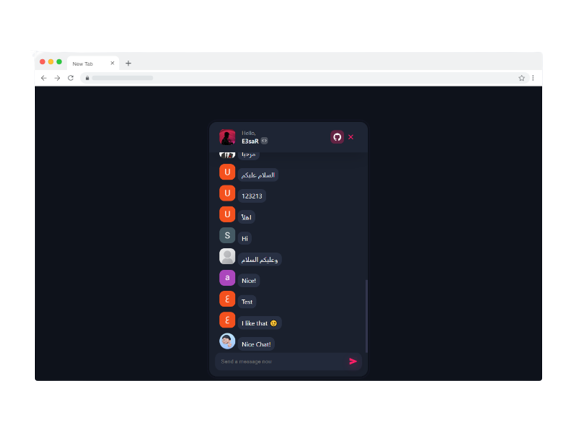 New Tab
Hello,
E3saR
مرحبا
U
السلام عليكم
U
123213
U
اهلاً
S
Hi
وعليكم السلام
a
Nice!
E
Test
E
I like that 😉
Nice Chat!
Send a message now